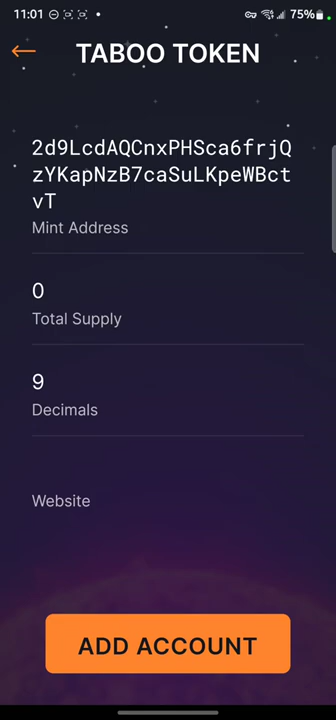 11:01 75%
TABOO TOKEN
2d9LcdAQCnxPHSca6frjQ
zYKapNzB7caSuLKpeWBct
vT
Mint Address
0
Total Supply
9
Decimals
Website
ADD ACCOUNT